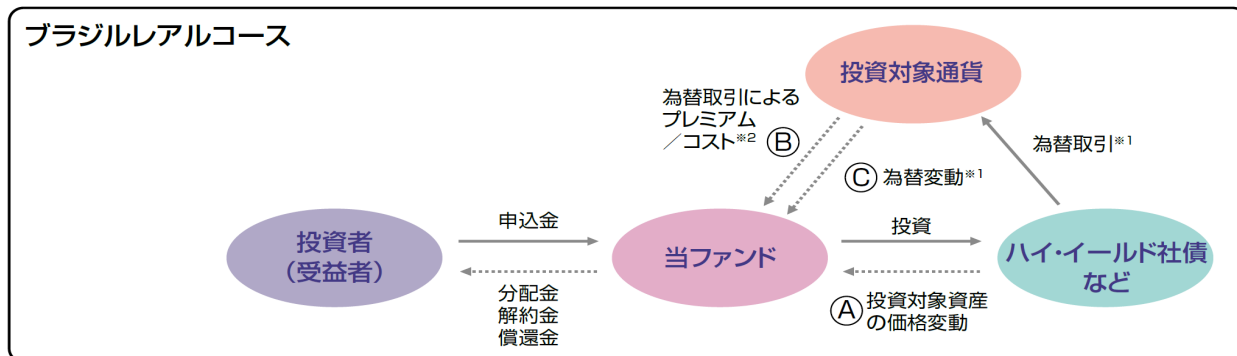 ブラジルレアルコース
投資対象通貨
為替取引による
プレミアム
／コスト※2 Ⓑ
為替取引※1
Ⓒ 為替変動※1
投資者
（受益者）
申込金
分配金
解約金
償還金
当ファンド
投資
Ⓐ 投資対象資産
の価格変動
ハイ・イールド社債
など